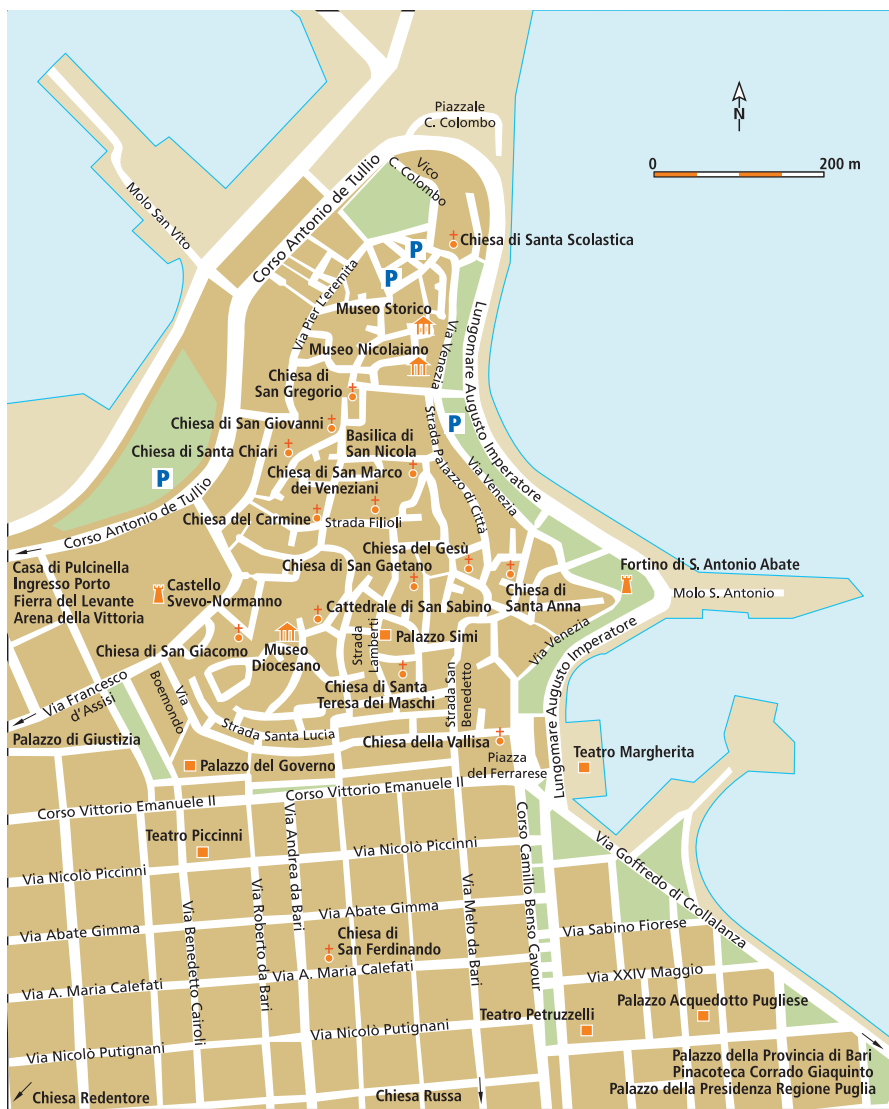 Piazzale
C. Colombo
N
0
200 m
Vico
C. Colombo
Molo San Vito
Corso Antonio de Tullio
Chiesa di Santa Scolastica
P
P
Via Pier L'eremita
Museo Storico
Via Venezia
Lungomare Augusto Imperatore
Museo Nicolaiano
Chiesa di
San Gregorio
Chiesa di San Giovanni
P
Strada Palazzo di Città
Basilica di
San Nicola
Chiesa di Santa Chiari
Chiesa di San Marco
dei Veneziani
Via Venezia
P
Chiesa del Carmine
Strada Filioli
Corso Antonio de Tullio
Casa di Pulcinella
Ingresso Porto
Fierra del Levante
Arena della Vittoria
Castello
Svevo-Normanno
Chiesa del Gesù
Chiesa di San Gaetano
Chiesa di
Santa Anna
Fortino di S. Antonio Abate
Molo S. Antonio
Cattedrale di San Sabino
Palazzo Simi
Chiesa di San Giacomo
Museo
Diocesano
Strada
Lamberti
Via Venezia
Lungomare Augusto Imperatore
Chiesa di Santa
Teresa dei Maschi
Strada San
Benedetto
Via Francesco
d'Assisi
Via
Boemondo
Palazzo di Giustizia
Strada Santa Lucia
Chiesa della Vallisa
Piazza
del Ferrarese
Teatro Margherita
Palazzo del Governo
Corso Vittorio Emanuele II
Corso Vittorio Emanuele II
Teatro Piccinni
Via Andrea da Bari
Via Nicolò Piccinni
Via Nicolò Piccinni
Corso Camillo Benso Cavour
Via Goffredo di Crollalanza
Via Benedetto Cairoli
Via Roberto da Bari
Via Melo da Bari
Via Abate Gimma
Via Abate Gimma
Via Sabino Fiorese
Chiesa di
San Ferdinando
Via A. Maria Calefati
Via A. Maria Calefati
Via XXIV Maggio
Palazzo Acquedotto Pugliese
Teatro Petruzzelli
Via Nicolò Putignani
Via Nicolò Putignani
Palazzo della Provincia di Bari
Pinacoteca Corrado Giaquinto
Palazzo della Presidenza Regione Puglia
Chiesa Redentore
Chiesa Russa